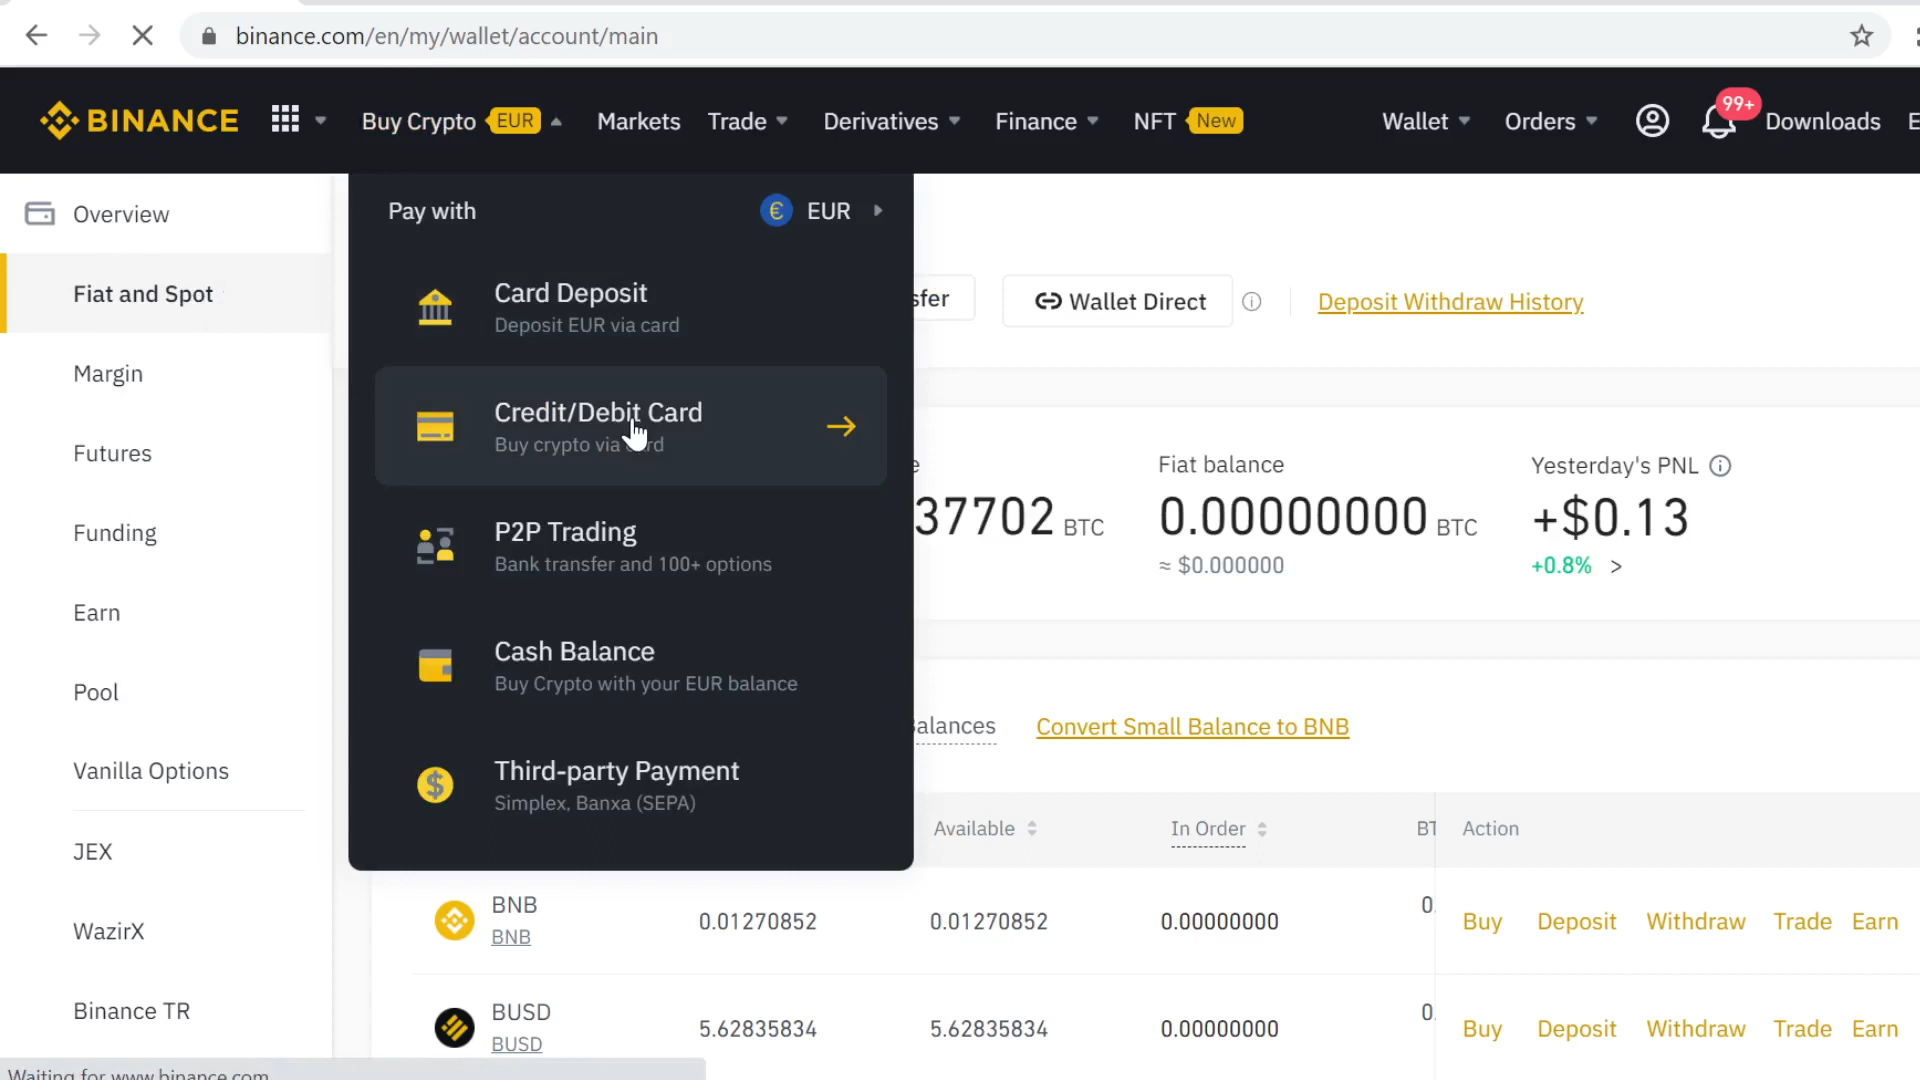 binance.com/en/my/wallet/account/main
BINANCE Buy Crypto EUR Markets Trade Derivatives Finance NFT New Wallet Orders 99+ Downloads E
Overview
Fiat and Spot
Margin
Futures
Funding
Earn
Pool
Vanilla Options
JEX
WazirX
Binance TR
Pay with € EUR
Card Deposit
Deposit EUR via card
Credit/Debit Card
Buy crypto via card
P2P Trading
Bank transfer and 100+ options
Cash Balance
Buy Crypto with your EUR balance
$ Third-party Payment
Simplex, Banxa (SEPA)
sfer Wallet Direct Deposit Withdraw History
e Fiat balance Yesterday's PNL
37702 BTC 0.00000000 BTC +$0.13
≈ $0.000000 +0.8% >
Balances Convert Small Balance to BNB
Available In Order BT Action
BNB 0.01270852 0.01270852 0.00000000 0. Buy Deposit Withdraw Trade Earn
BNB
BUSD 5.62835834 5.62835834 0.00000000 0. Buy Deposit Withdraw Trade Earn
BUSD
Waiting for www.binance.com